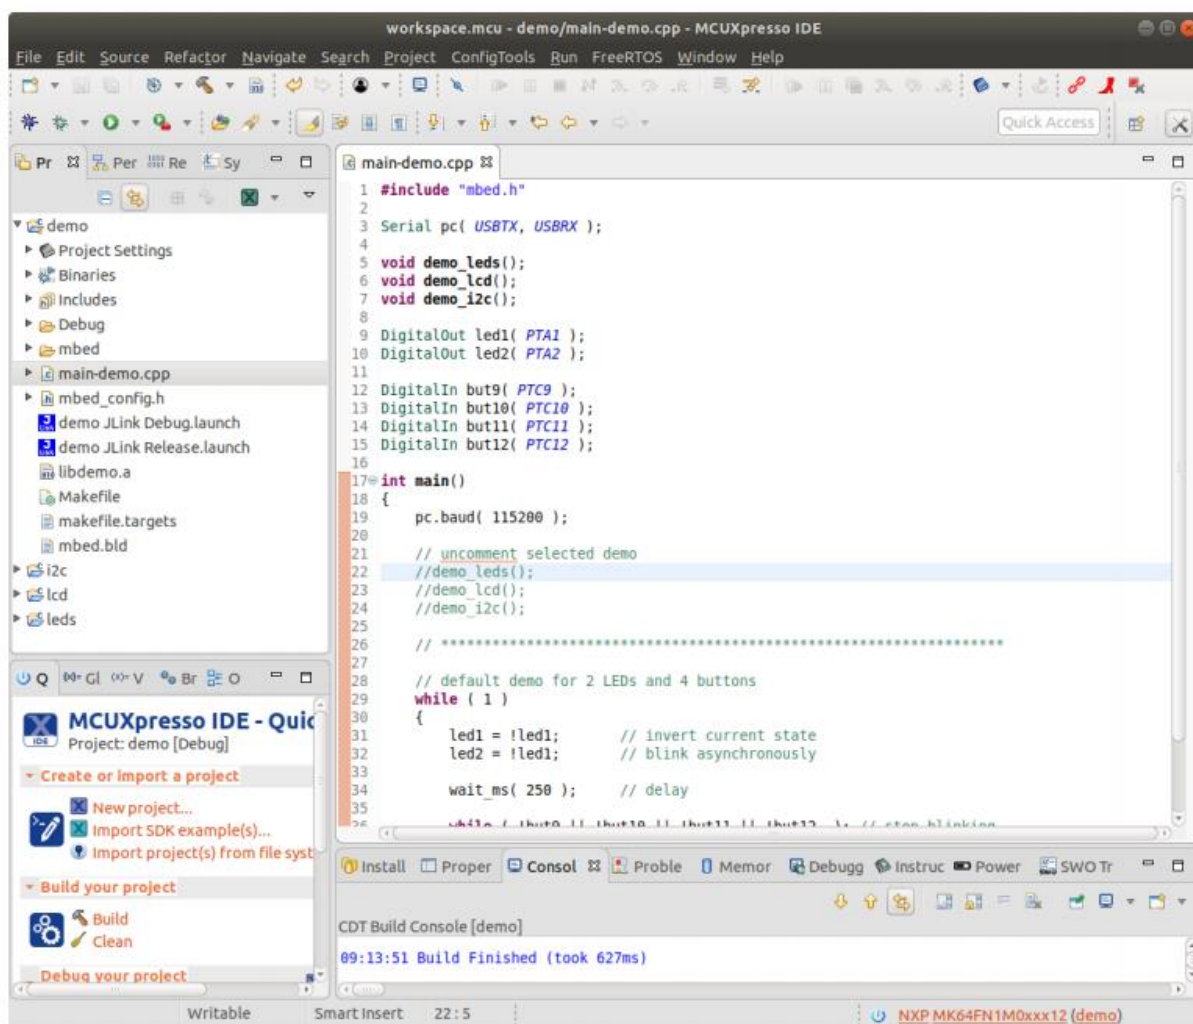 workspace.mcu - demo/main-demo.cpp - MCUXpresso IDE
File Edit Source Refactor Navigate Search Project ConfigTools Run FreeRTOS Window Help
Quick Access
Pr Per Re Sy
demo
Project Settings
Binaries
Includes
Debug
mbed
main-demo.cpp
mbed_config.h
demo JLink Debug.launch
demo JLink Release.launch
libdemo.a
Makefile
makefile.targets
mbed.bld
i2c
lcd
leds
main-demo.cpp
1 #include "mbed.h"
2
3 Serial pc( USBTX, USBRX );
4
5 void demo_leds();
6 void demo_lcd();
7 void demo_i2c();
8
9 DigitalOut led1( PTA1 );
10 DigitalOut led2( PTA2 );
11
12 DigitalIn but9( PTC9 );
13 DigitalIn but10( PTC10 );
14 DigitalIn but11( PTC11 );
15 DigitalIn but12( PTC12 );
16
17 int main()
18 {
19 pc.baud( 115200 );
20
21 // uncomment selected demo
22 //demo_leds();
23 //demo_lcd();
24 //demo_i2c();
25
26 // ******************************************************************
27
28 // default demo for 2 LEDs and 4 buttons
29 while ( 1 )
30 {
31 led1 = !led1; // invert current state
32 led2 = !led1; // blink asynchronously
33
34 wait_ms( 250 ); // delay
35
36 while ( !but9 || !but10 || !but11 || !but12 ); // stop blinking
Q Gl V Br O
MCUXpresso IDE - Quic
IDE
Project: demo [Debug]
Create or import a project
New project...
Import SDK example(s)...
Import project(s) from file syst
Build your project
Build
Clean
Debug your project
Install Proper Consol Proble Memor Debugg Instruc Power SWO Tr
CDT Build Console [demo]
09:13:51 Build Finished (took 627ms)
Writable Smart Insert 22 : 5 NXP MK64FN1M0xxx12 (demo)